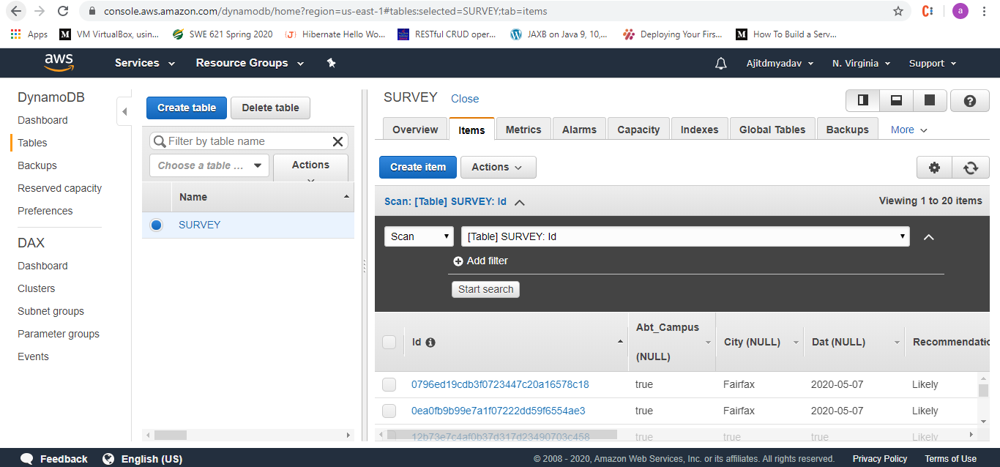 console.aws.amazon.com/dynamodb/home?region=us-east-1#tables:selected=SURVEY;tab=items
a
Apps
M VM VirtualBox, usin...
SWE 621 Spring 2020
{J} Hibernate Hello Wo...
RESTful CRUD oper...
JAXB on Java 9, 10,...
Deploying Your Firs...
M How To Build a Serv...
aws
Services
Resource Groups
Ajitdmyadav
N. Virginia
Support
DynamoDB
Dashboard
Tables
Backups
Reserved capacity
Preferences
DAX
Dashboard
Clusters
Subnet groups
Parameter groups
Events
Create table
Delete table
Filter by table name
Choose a table ...
Actions
Name
SURVEY
SURVEY Close
Overview Items Metrics Alarms Capacity Indexes Global Tables Backups More
Create item
Actions
Scan: [Table] SURVEY: Id
Viewing 1 to 20 items
Scan
[Table] SURVEY: Id
Add filter
Start search
Id
Abt_Campus
(NULL)
City (NULL)
Dat (NULL)
Recommendatic
0796ed19cdb3f0723447c20a16578c18 true Fairfax 2020-05-07 Likely
0ea0fb9b99e7a1f07222dd59f6554ae3 true Fairfax 2020-05-07 Likely
12b73e7c4af0b37d317d23490703c458 true true true Likely
Feedback
English (US)
© 2008 - 2020, Amazon Web Services, Inc. or its affiliates. All rights reserved.
Privacy Policy
Terms of Use